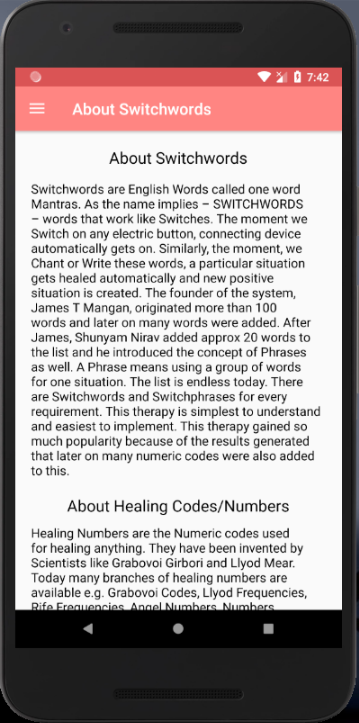 7:42
About Switchwords
About Switchwords
Switchwords are English Words called one word
Mantras. As the name implies – SWITCHWORDS
– words that work like Switches. The moment we
Switch on any electric button, connecting device
automatically gets on. Similarly, the moment, we
Chant or Write these words, a particular situation
gets healed automatically and new positive
situation is created. The founder of the system,
James T Mangan, originated more than 100
words and later on many words were added. After
James, Shunyam Nirav added approx 20 words to
the list and he introduced the concept of Phrases
as well. A Phrase means using a group of words
for one situation. The list is endless today. There
are Switchwords and Switchphrases for every
requirement. This therapy is simplest to understand
and easiest to implement. This therapy gained so
much popularity because of the results generated
that later on many numeric codes were also added
to this.
About Healing Codes/Numbers
Healing Numbers are the Numeric codes used
for healing anything. They have been invented by
Scientists like Grabovoi Girbori and Llyod Mear.
Today many branches of healing numbers are
available e.g. Grabovoi Codes, Llyod Frequencies,
Rife Frequencies, Angel Numbers, Numbers